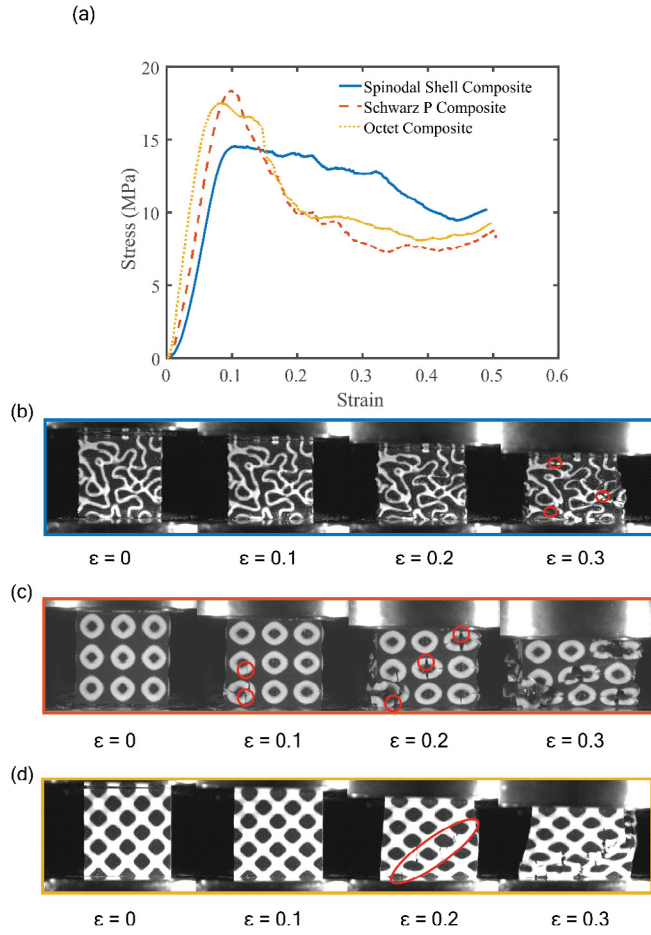 (a)
20
15
10
5
0
Stress (MPa)
Spinodal Shell Composite
Schwarz P Composite
Octet Composite
0 0.1 0.2 0.3 0.4 0.5 0.6
Strain
(b)
ε = 0 ε = 0.1 ε = 0.2 ε = 0.3
(c)
ε = 0 ε = 0.1 ε = 0.2 ε = 0.3
(d)
ε = 0 ε = 0.1 ε = 0.2 ε = 0.3